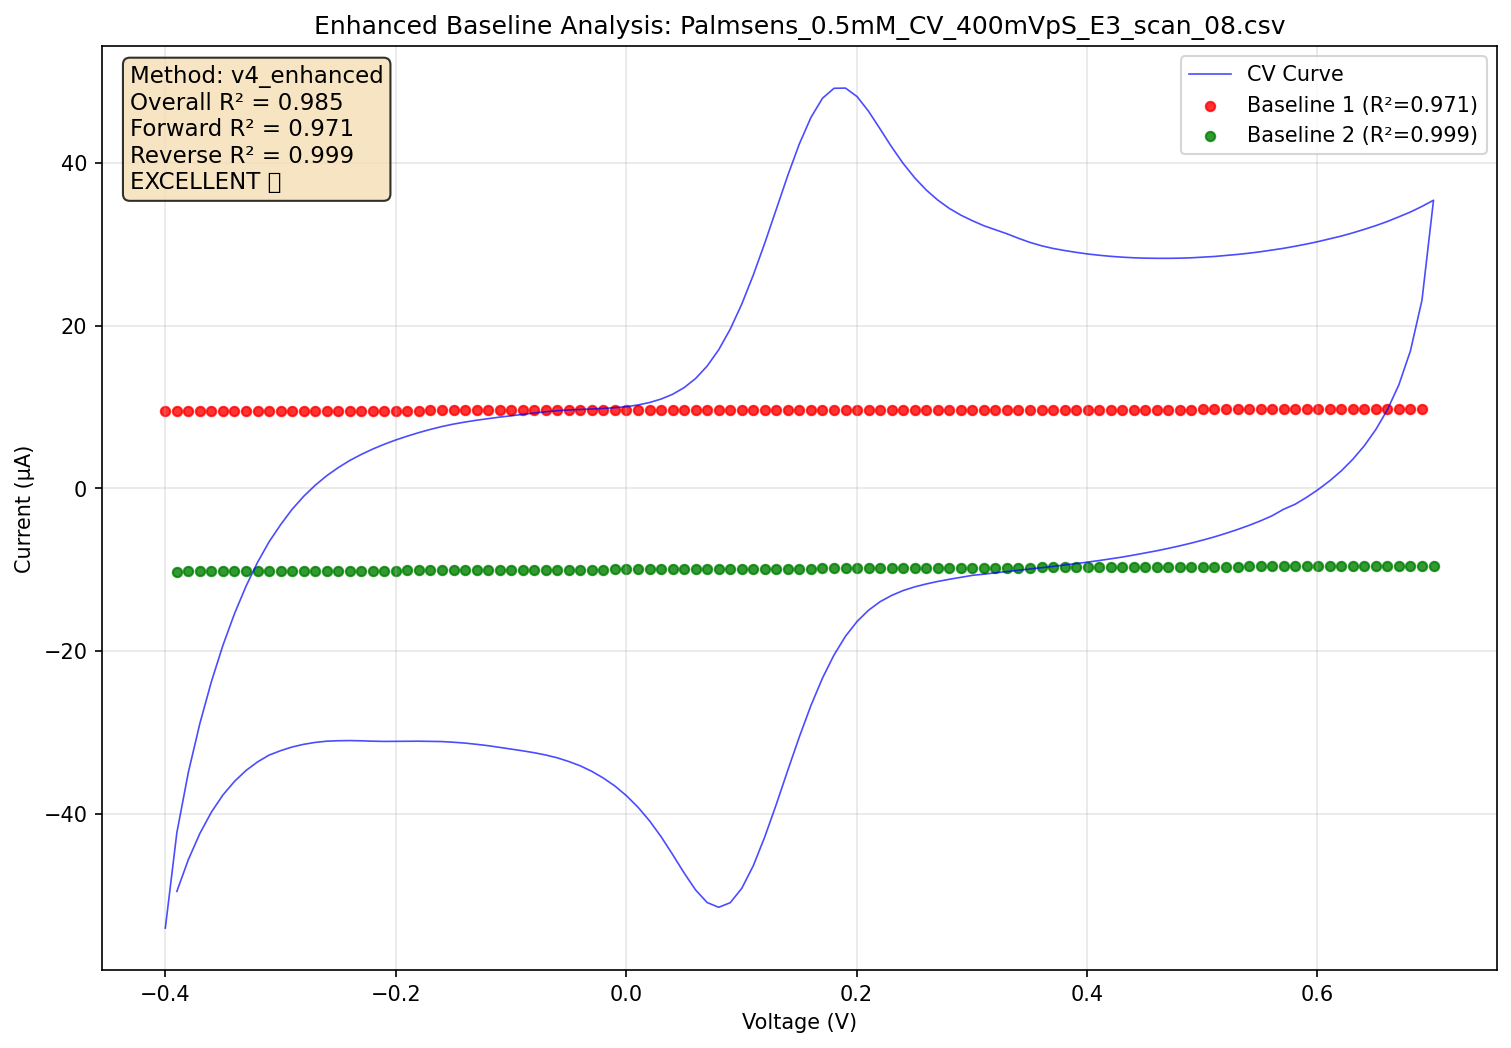 Enhanced Baseline Analysis: Palmsens_0.5mM_CV_400mVpS_E3_scan_08.csv
Method: v4_enhanced
Overall R² = 0.985
Forward R² = 0.971
Reverse R² = 0.999
EXCELLENT
CV Curve
Baseline 1 (R²=0.971)
Baseline 2 (R²=0.999)
40
20
0
−20
−40
Current (µA)
−0.4
−0.2
0.0
0.2
0.4
0.6
Voltage (V)